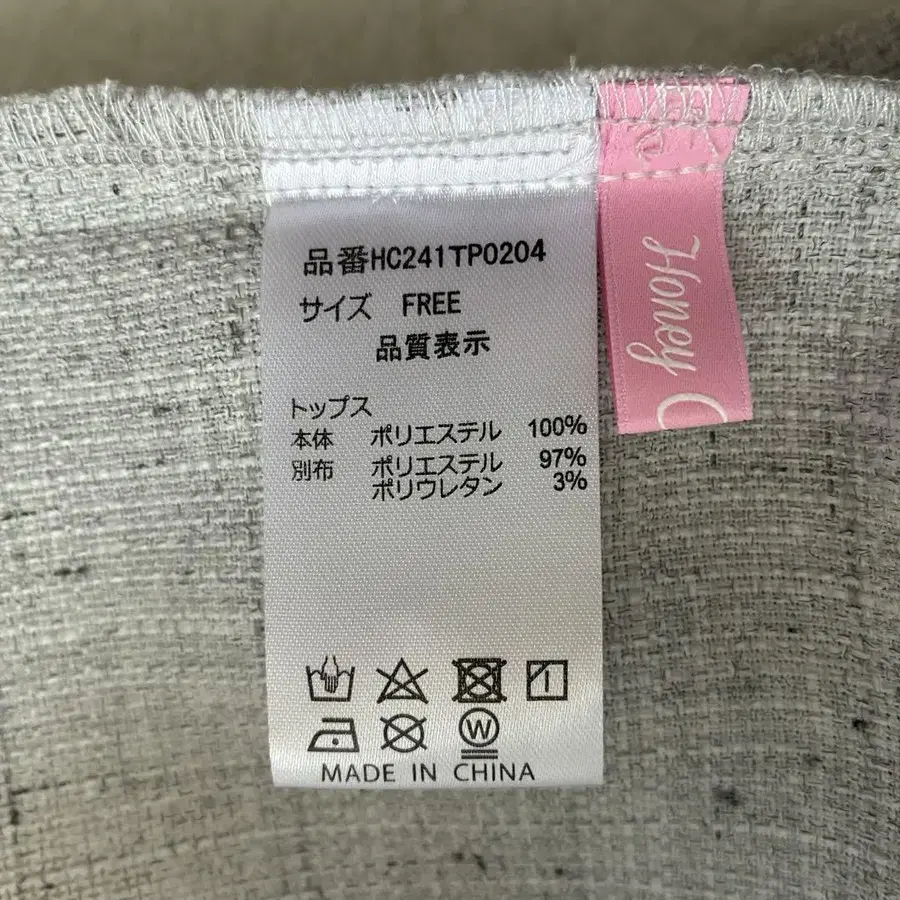 品番HC241TP0204
サイズ FREE
品質表示
トップス
本体 ポリエステル 100%
別布 ポリエステル 97%
ポリウレタン 3%
W
MADE IN CHINA
Honey